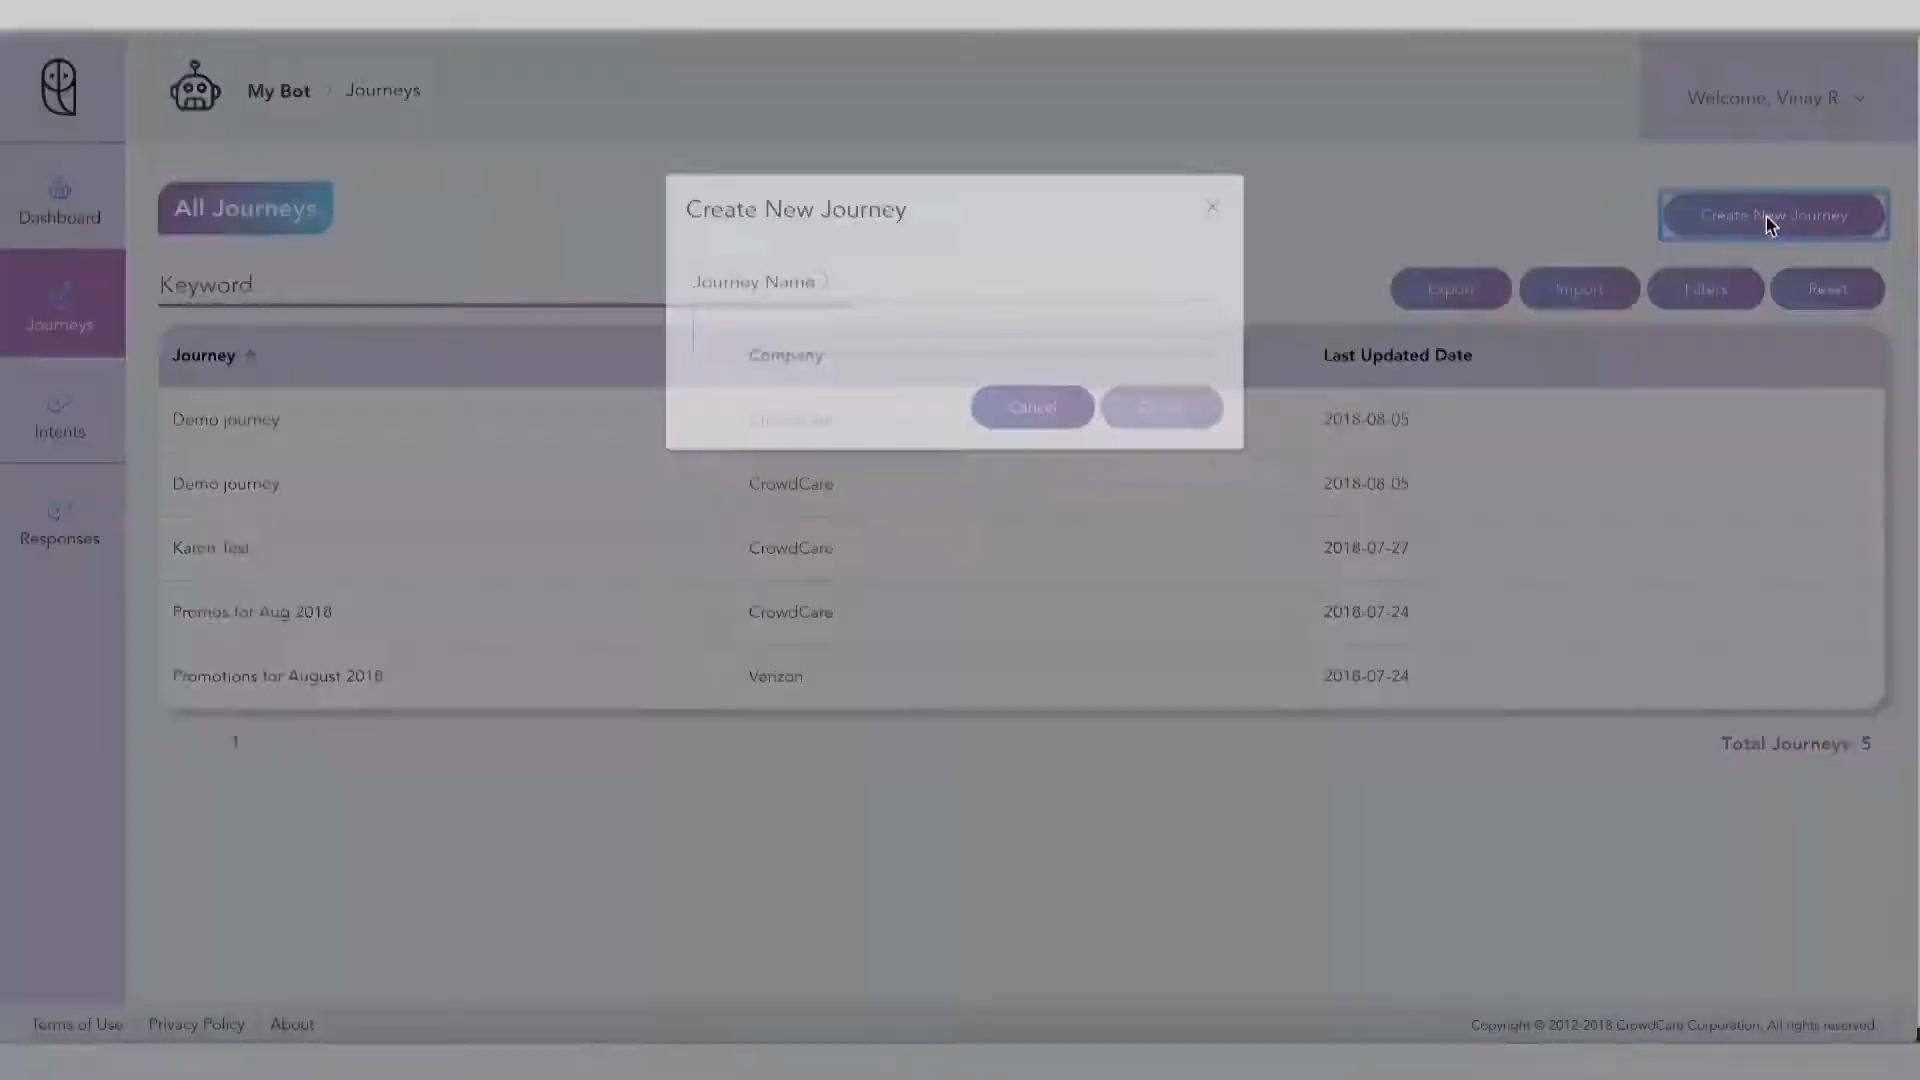 My Bot / Journeys
Welcome, Vinay R
Dashboard
Journeys
Intents
Responses
All Journeys
Create New Journey
Keyword
Export Import Filters Reset
Create New Journey
Journey Name
Cancel
Journey Company Last Updated Date
Demo journey CrowdCare 2018-08-05
Demo journey CrowdCare 2018-08-05
Karen Test CrowdCare 2018-07-27
Promos for Aug 2018 CrowdCare 2018-07-24
Promotions for August 2018 Verizon 2018-07-24
1
Total Journeys: 5
Terms of Use Privacy Policy About
Copyright © 2012-2018 CrowdCare Corporation. All rights reserved.